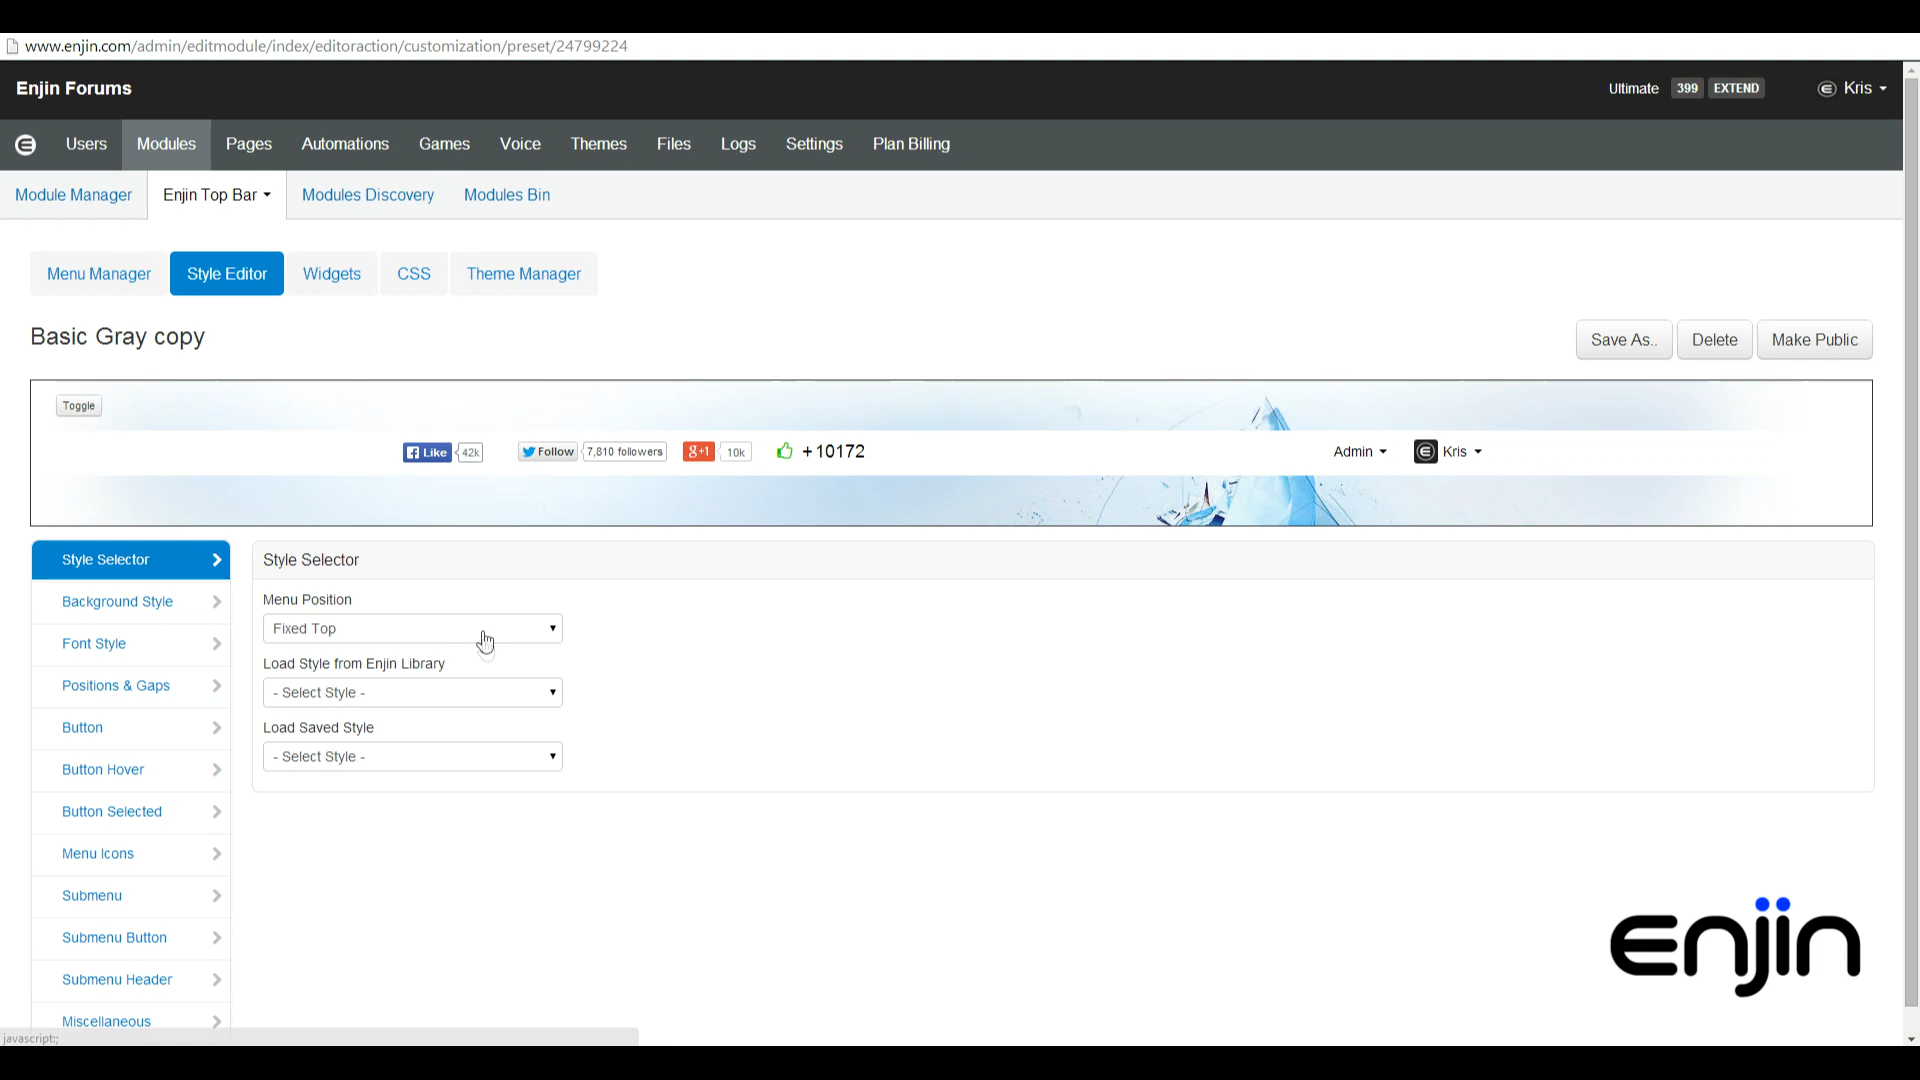 www.enjin.com/admin/editmodule/index/editoraction/customization/preset/24799224
Enjin Forums
Ultimate 399 EXTEND Kris
Users Modules Pages Automations Games Voice Themes Files Logs Settings Plan Billing
Module Manager Enjin Top Bar Modules Discovery Modules Bin
Menu Manager Style Editor Widgets CSS Theme Manager
Basic Gray copy
Save As.. Delete Make Public
Toggle
Like 42k Follow 7,810 followers g+1 10k +10172 Admin Kris
Style Selector
Background Style
Font Style
Positions & Gaps
Button
Button Hover
Button Selected
Menu Icons
Submenu
Submenu Button
Submenu Header
Miscellaneous
Style Selector
Menu Position
Fixed Top
Load Style from Enjin Library
- Select Style -
Load Saved Style
- Select Style -
enjin
javascript:;